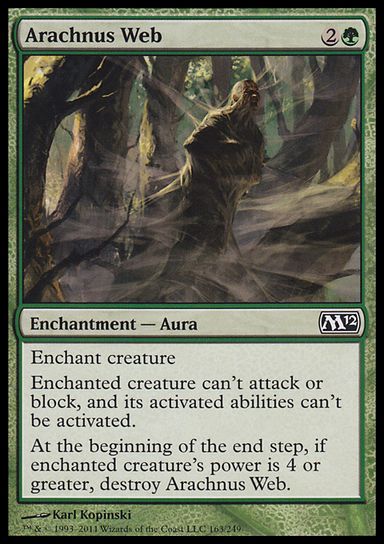 Arachnus Web 2
Enchantment — Aura M12
Enchant creature
Enchanted creature can't attack or
block, and its activated abilities can't
be activated.
At the beginning of the end step, if
enchanted creature's power is 4 or
greater, destroy Arachnus Web.
Karl Kopinski
™ & © 1993–2011 Wizards of the Coast LLC 163/249